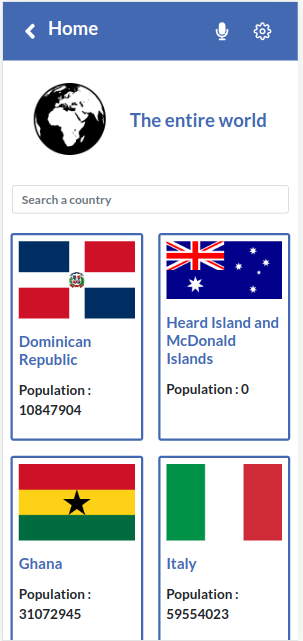 Home
The entire world
Search a country
Dominican
Republic
Population :
10847904
Heard Island and
McDonald
Islands
Population : 0
Ghana
Population :
31072945
Italy
Population :
59554023